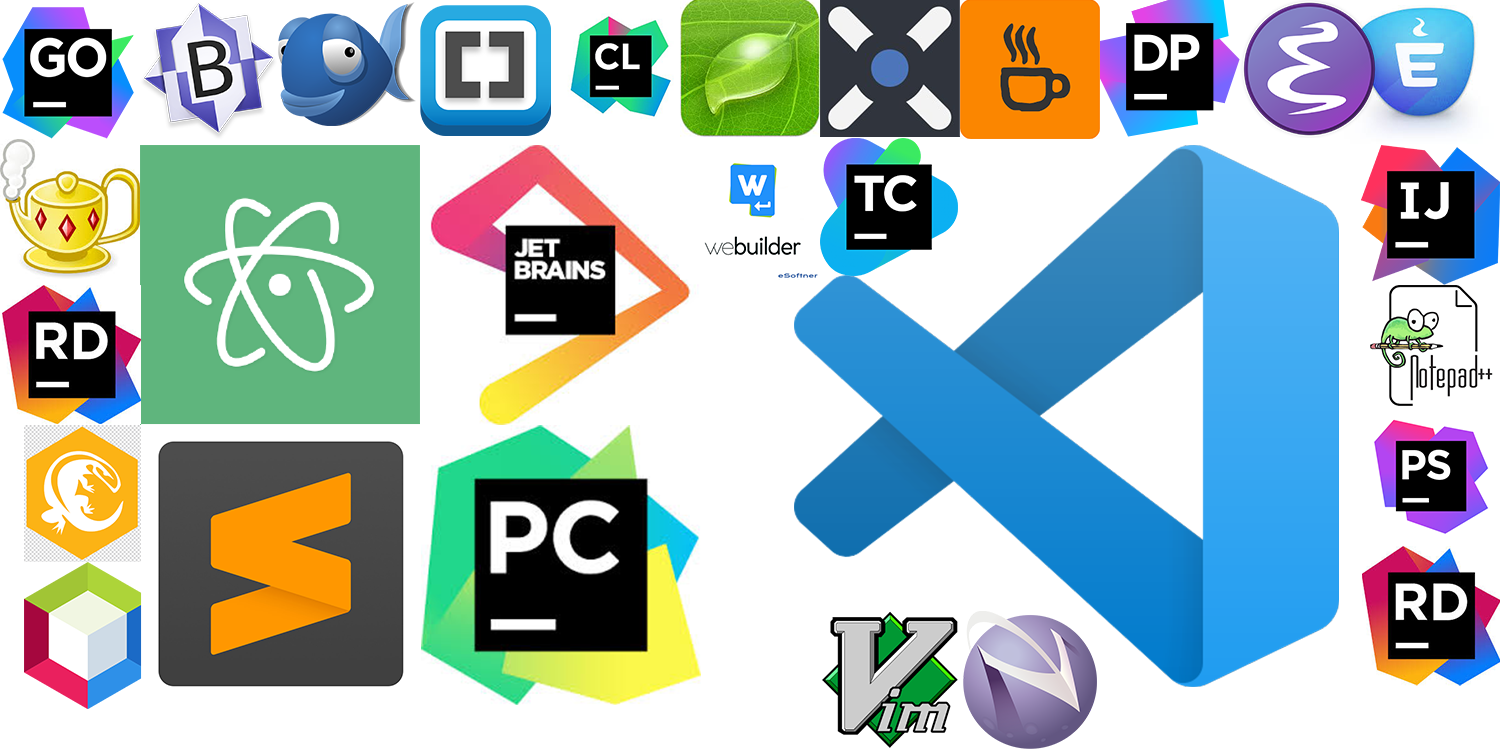 GO
B
CL
DP
E
JET
BRAINS
W
webuilder
eSoftner
TC
IJ
RD
Notepad++
PC
PS
Vim
RD